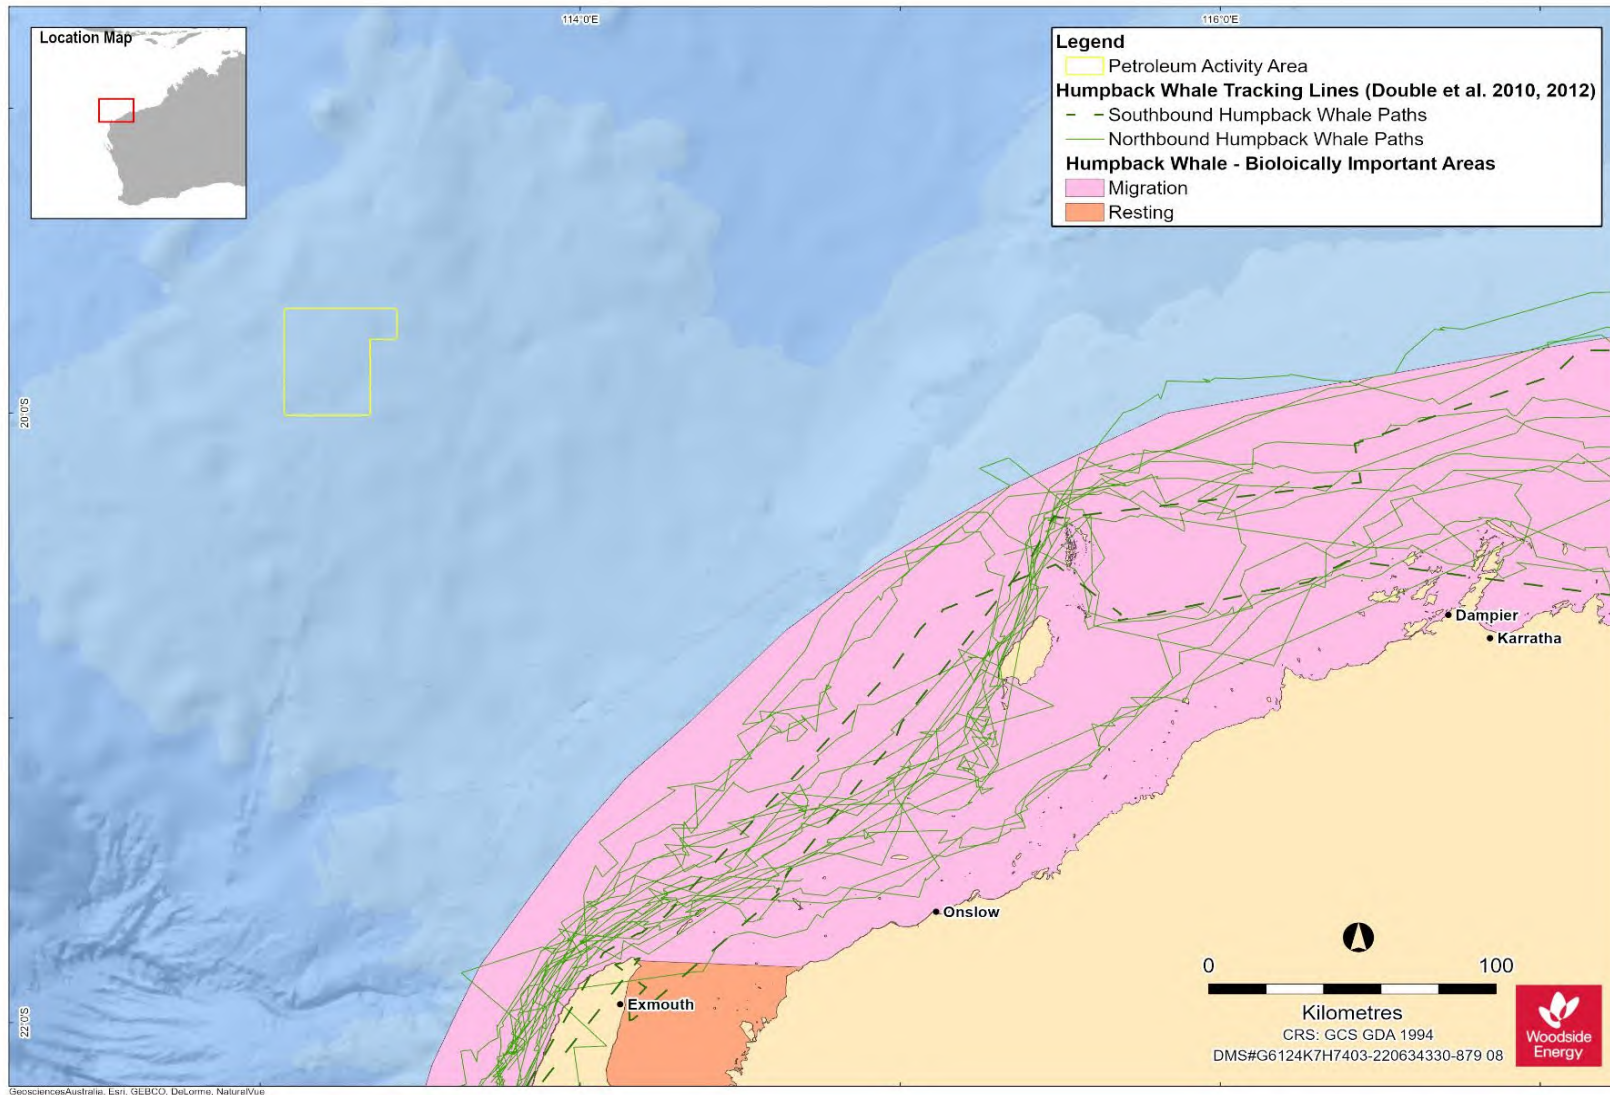 114°0'E
116°0'E
Location Map
Legend
Petroleum Activity Area
Humpback Whale Tracking Lines (Double et al. 2010, 2012)
Southbound Humpback Whale Paths
Northbound Humpback Whale Paths
Humpback Whale - Bioloically Important Areas
Migration
Resting
20°0'S
Dampier
Karratha
Onslow
Exmouth
22°0'S
0 100
Kilometres
CRS: GCS GDA 1994
DMS#G6124K7H7403-220634330-879 08
Woodside
Energy
GeosciencesAustralia, Esri, GEBCO, DeLorme, NaturalVue